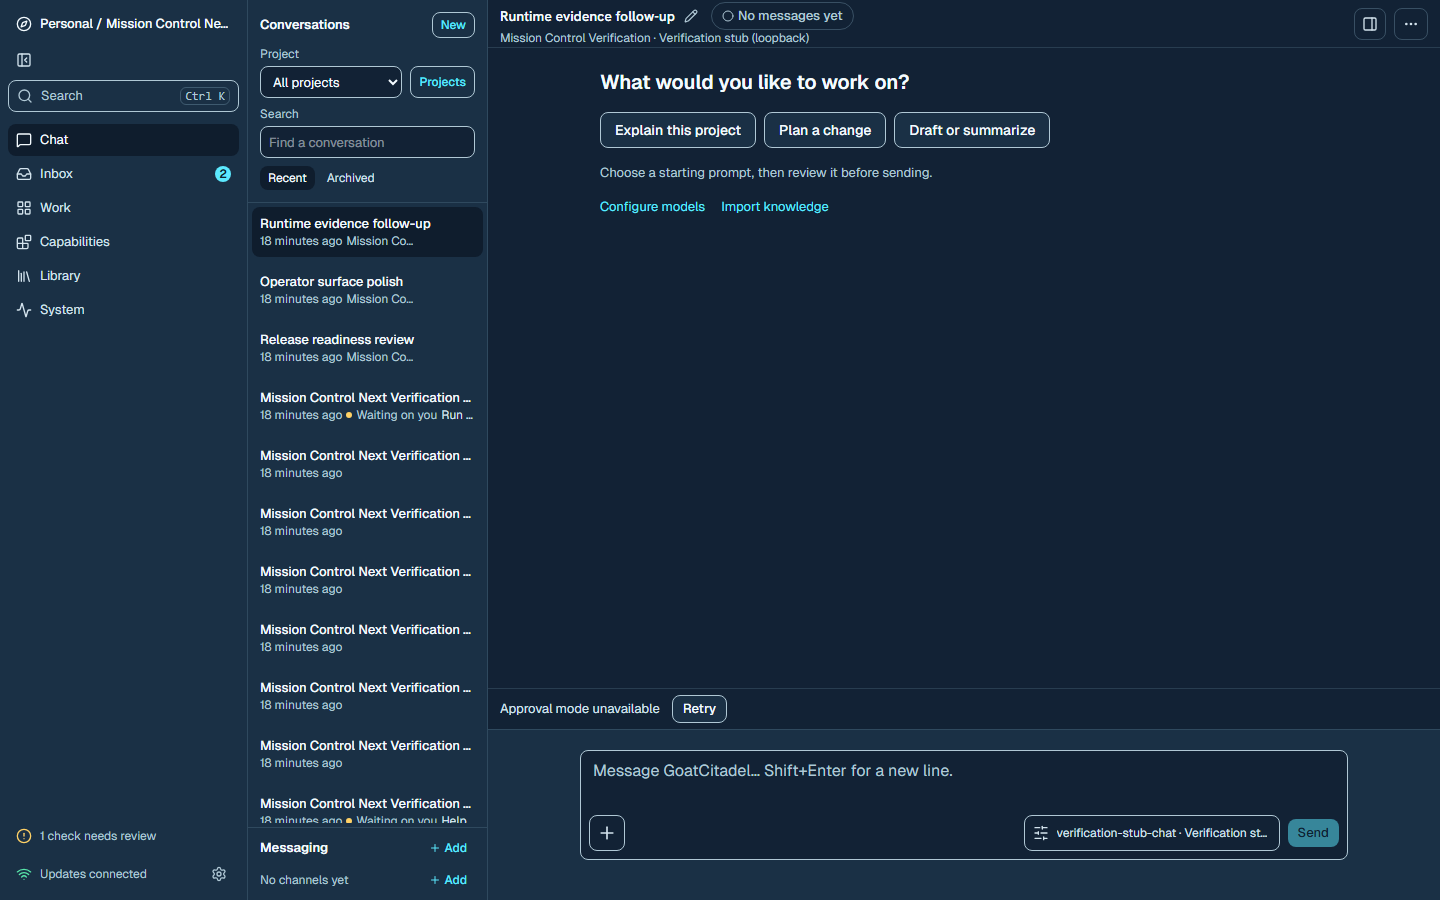 Personal / Mission Control Ne...
Search
Ctrl K
Chat
Inbox
2
Work
Capabilities
Library
System
1 check needs review
Updates connected
Conversations
New
Project
All projects
Projects
Search
Find a conversation
Recent
Archived
Runtime evidence follow-up
18 minutes ago Mission Co...
Operator surface polish
18 minutes ago Mission Co...
Release readiness review
18 minutes ago Mission Co...
Mission Control Next Verification ...
18 minutes ago Waiting on you Run ...
Mission Control Next Verification ...
18 minutes ago
Mission Control Next Verification ...
18 minutes ago
Mission Control Next Verification ...
18 minutes ago
Mission Control Next Verification ...
18 minutes ago
Mission Control Next Verification ...
18 minutes ago
Mission Control Next Verification ...
18 minutes ago
Mission Control Next Verification ...
18 minutes ago Waiting on you Help
Messaging
+ Add
No channels yet
+ Add
Runtime evidence follow-up
No messages yet
Mission Control Verification · Verification stub (loopback)
What would you like to work on?
Explain this project
Plan a change
Draft or summarize
Choose a starting prompt, then review it before sending.
Configure models
Import knowledge
Approval mode unavailable
Retry
Message GoatCitadel... Shift+Enter for a new line.
verification-stub-chat · Verification st...
Send